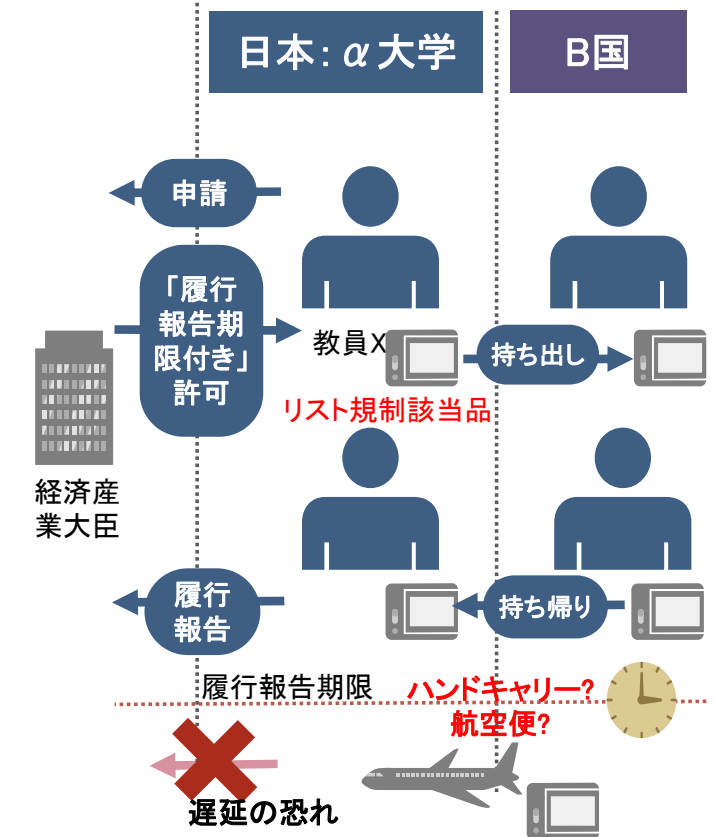 日本：α大学
B国
申請
「履行
報告期
限付き」
許可
教員X
持ち出し
リスト規制該当品
経済産
業大臣
履行
報告
持ち帰り
履行報告期限
ハンドキャリー?
航空便?
遅延の恐れ